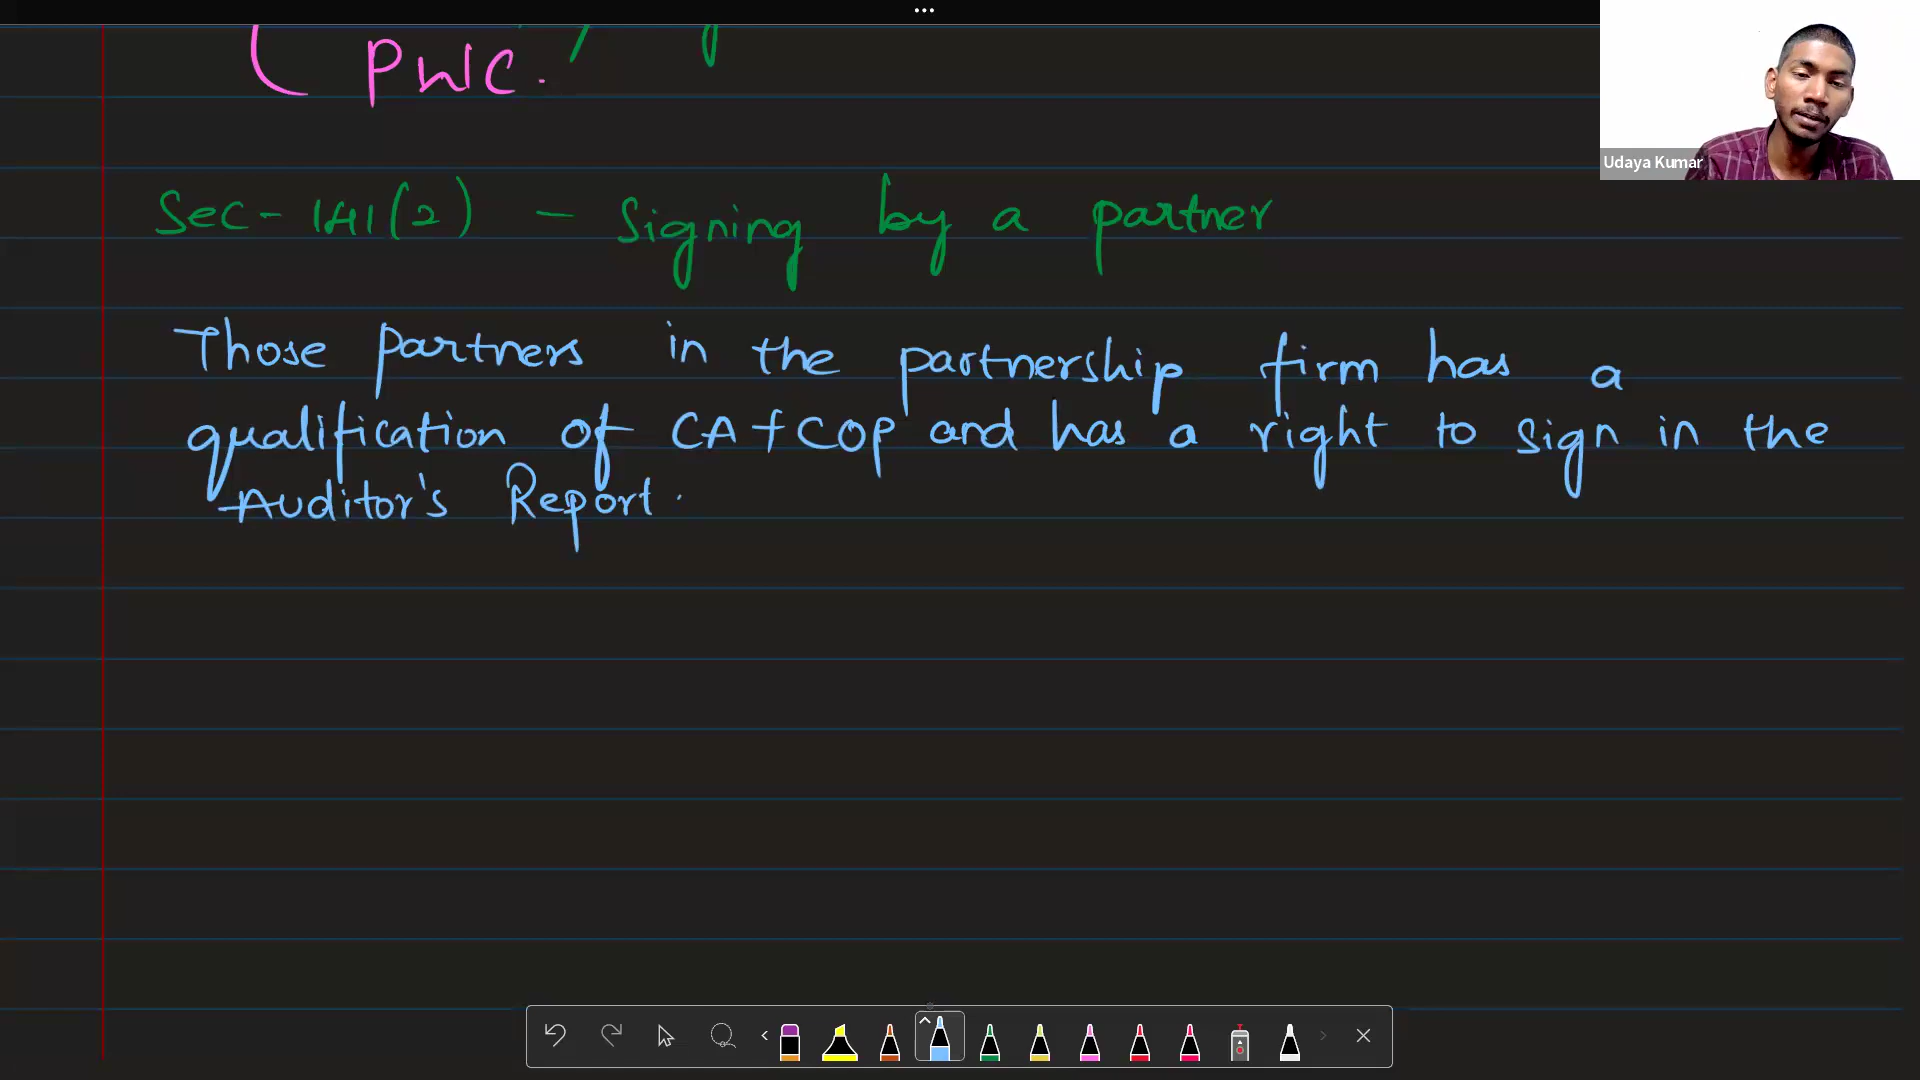 ...
PWC.
Udaya Kumar
Sec-141(2) - Signing by a partner
Those partners in the partnership firm has a
qualification of CA+COP and has a right to sign in the
Auditor's Report.